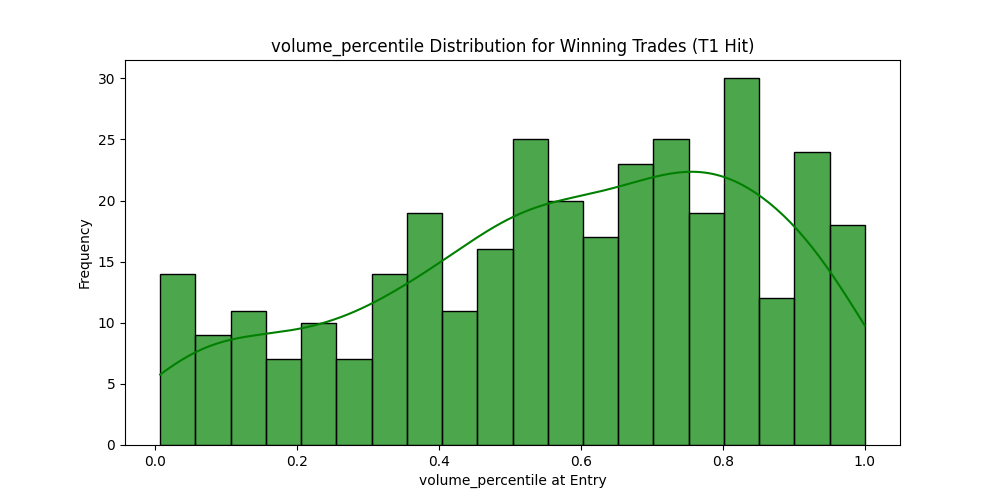 volume_percentile Distribution for Winning Trades (T1 Hit)
30
25
20
15
10
5
0
Frequency
0.0 0.2 0.4 0.6 0.8 1.0
volume_percentile at Entry